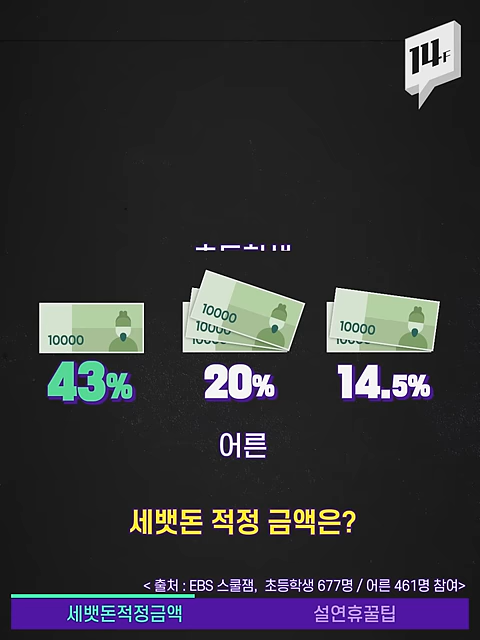 14F
10000
10000
10000
10000
10000
10000
43%
20%
14.5%
어른
세뱃돈 적정 금액은?
< 출처 : EBS 스쿨잼, 초등학생 677명 / 어른 461명 참여>
세뱃돈적정금액
설연휴꿀팁